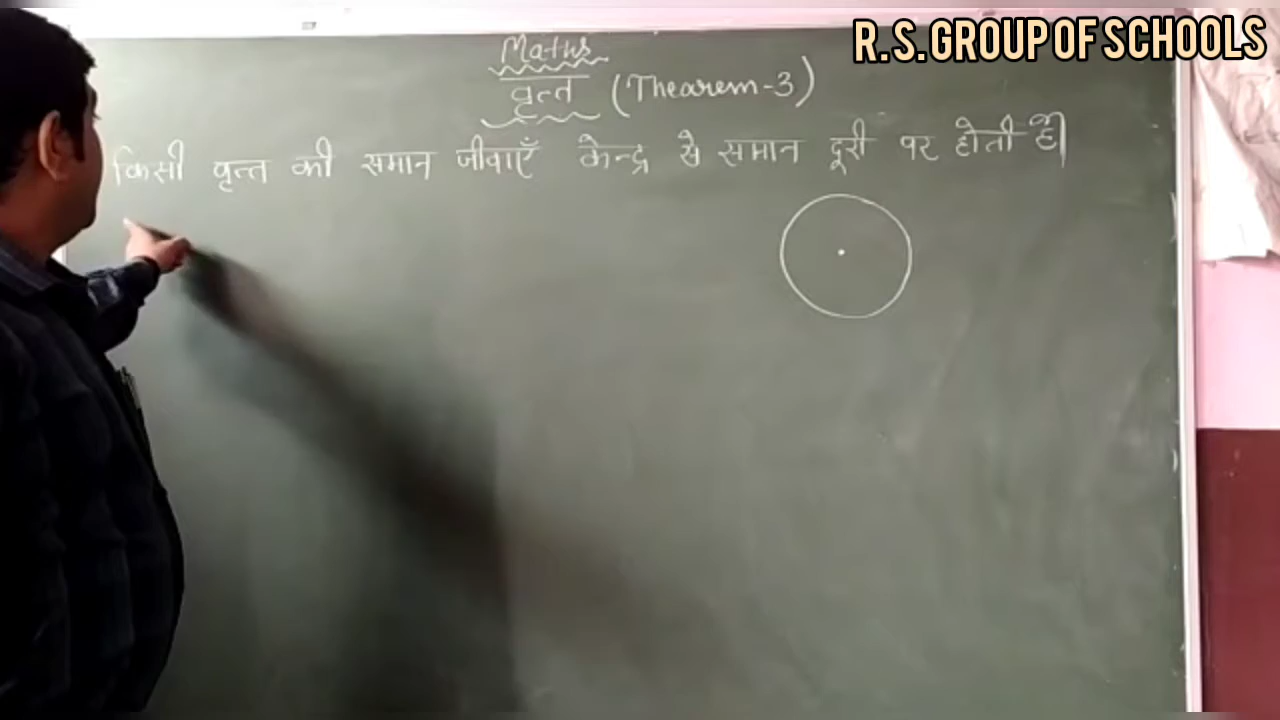 R. S. GROUP OF SCHOOLS
Maths
वृत्त (Thearem-3)
किसी वृत्त की समान जीवाएँ केन्द्र से समान दूरी पर होती है।